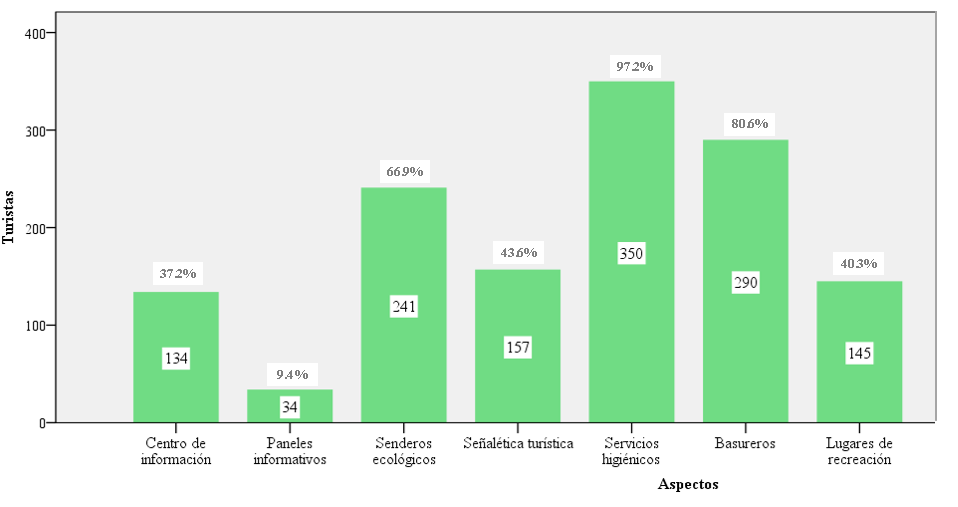 400
300
200
100
0
Turistas
37.2%
134
9.4%
34
66.9%
241
43.6%
157
97.2%
350
80.6%
290
40.3%
145
Centro de
información
Paneles
informativos
Senderos
ecológicos
Señalética turística
Servicios
higiénicos
Basureros
Lugares de
recreación
Aspectos